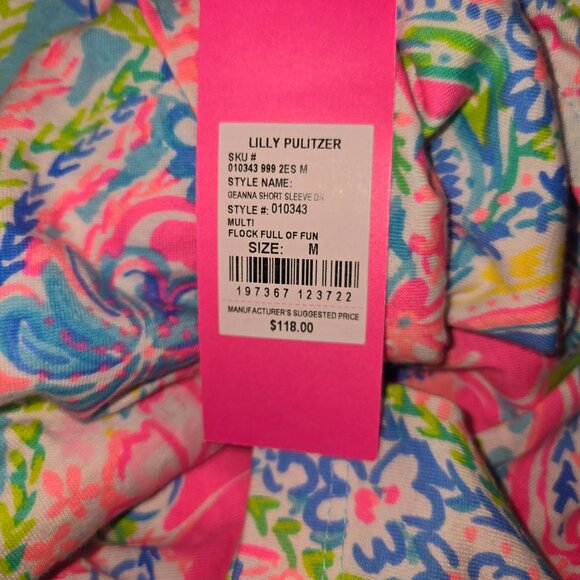 LILLY PULITZER
SKU #
010343 999 2ES M
STYLE NAME:
GEANNA SHORT SLEEVE DR
STYLE #: 010343
MULTI
FLOCK FULL OF FUN
SIZE: M
197367 123722
MANUFACTURER'S SUGGESTED PRICE
$118.00